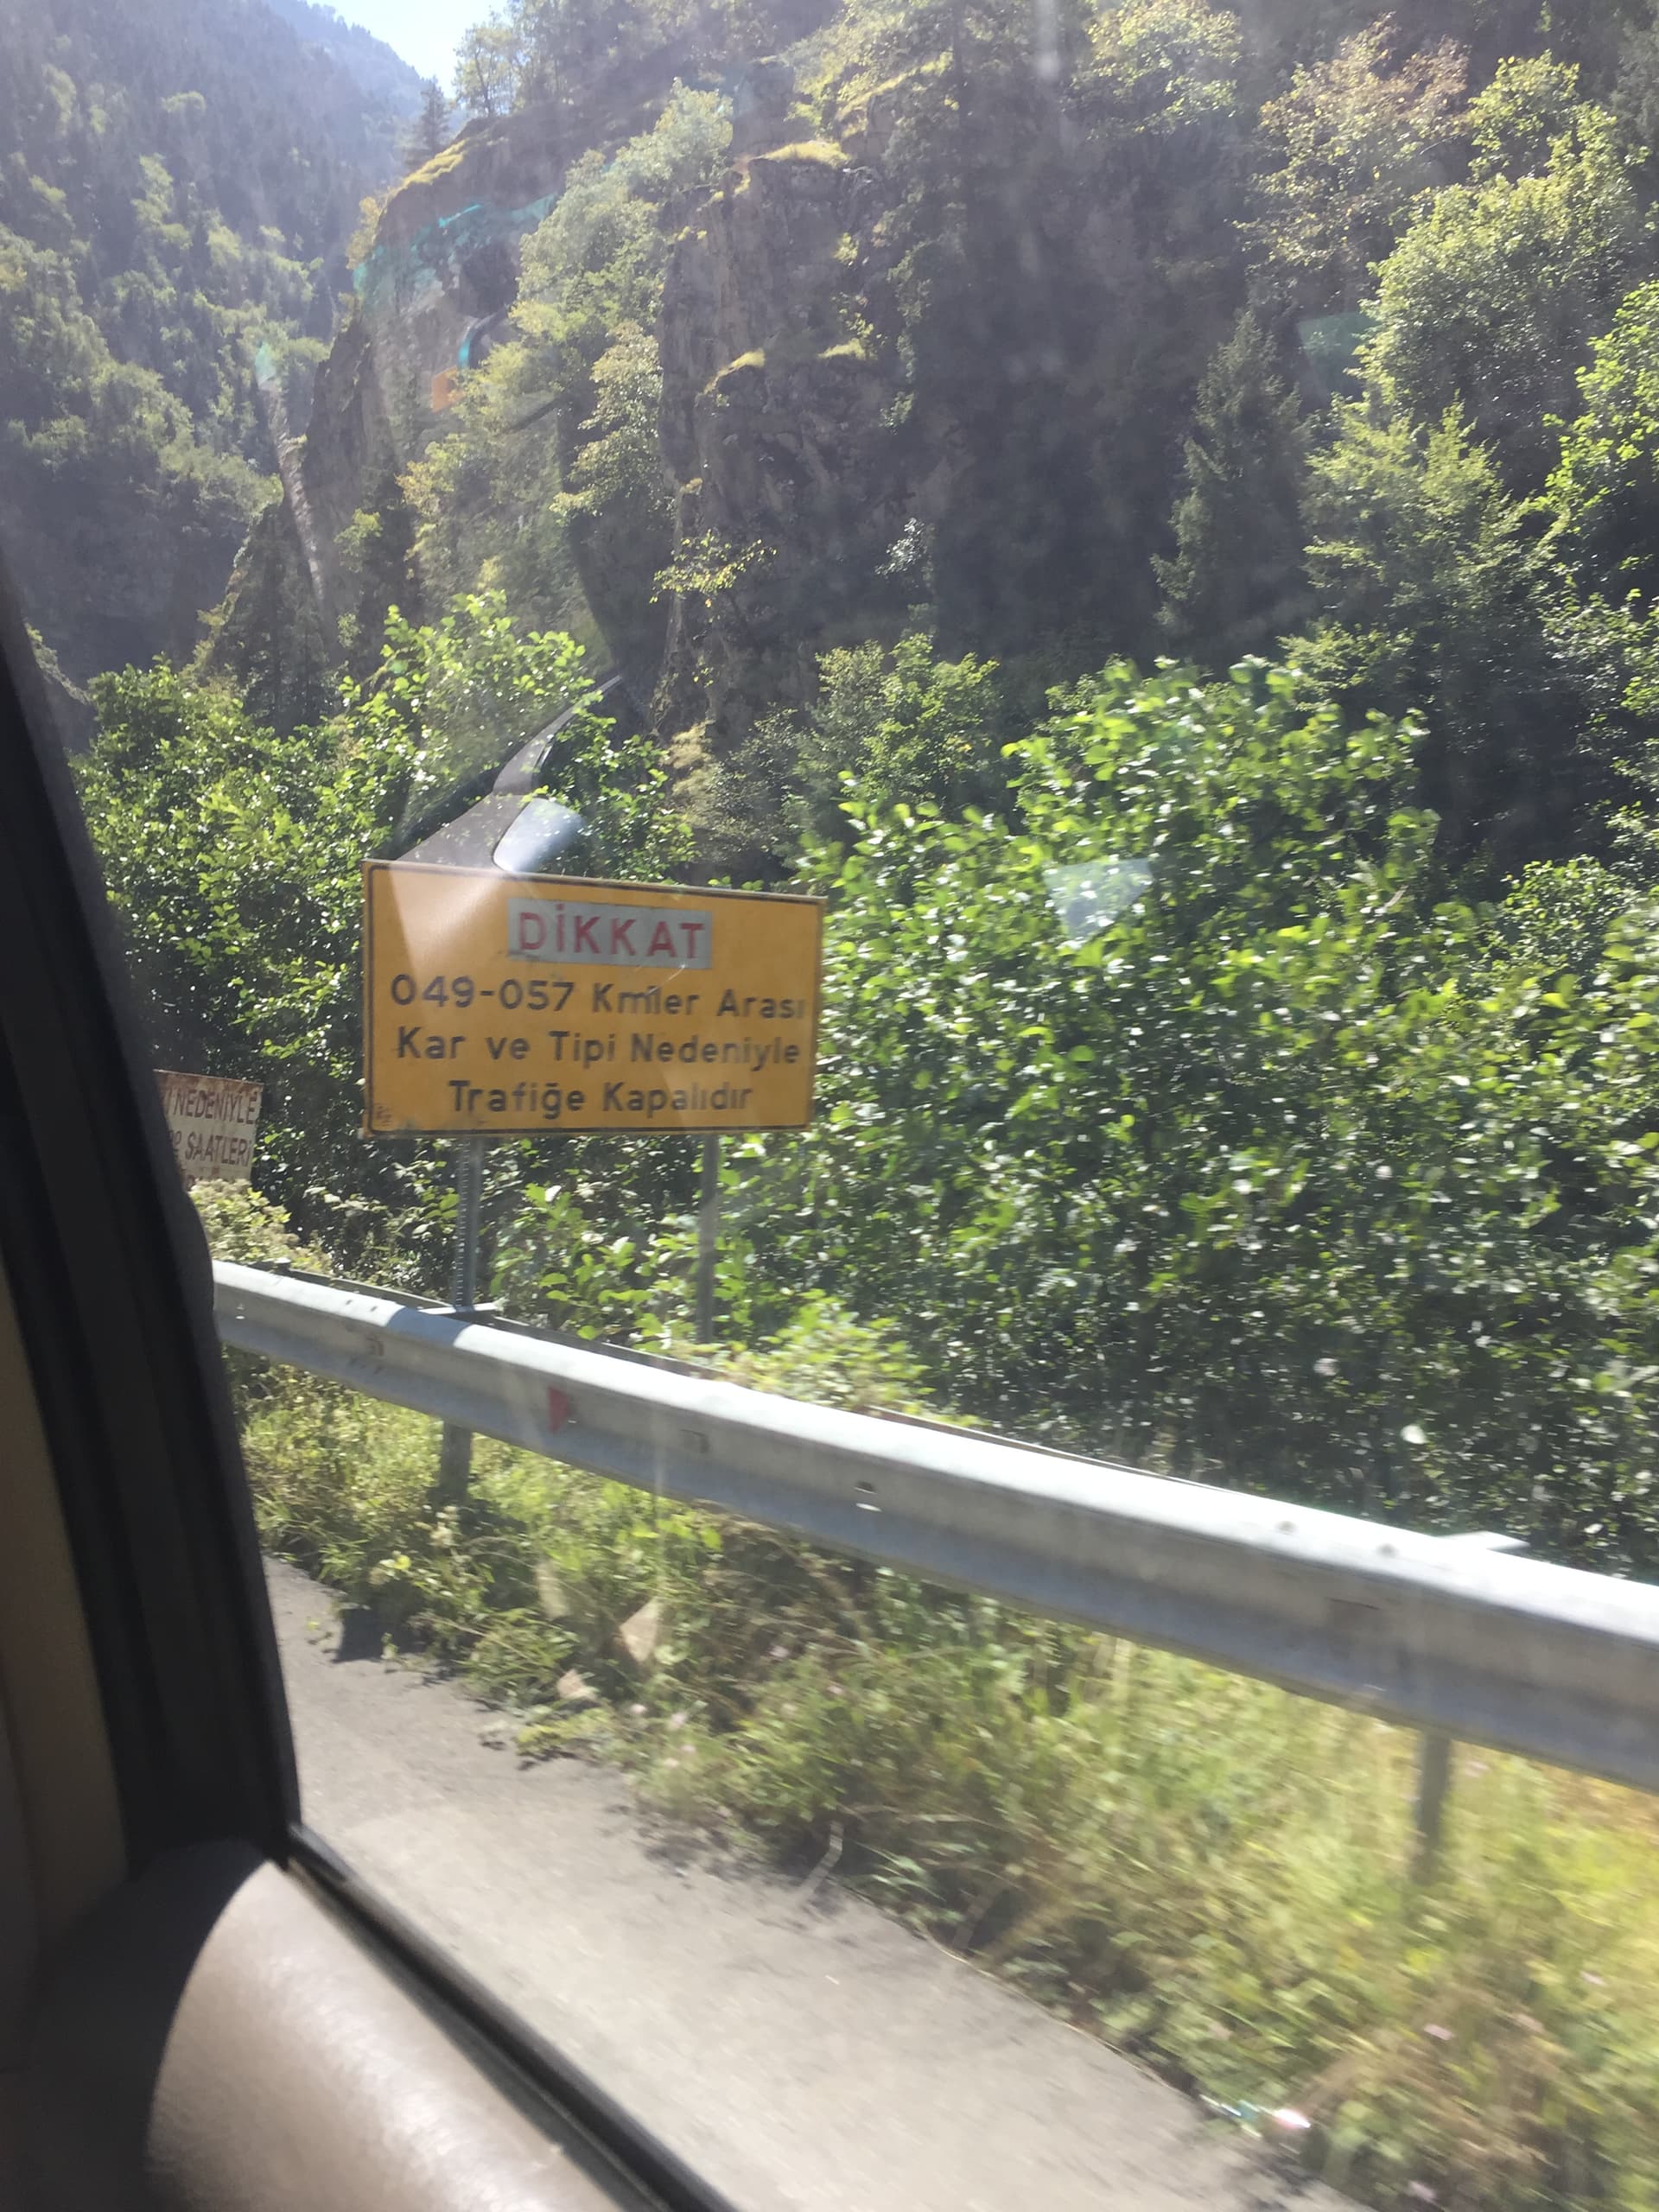 DİKKAT
049-057 Kmler Arası
Kar ve Tipi Nedeniyle
Trafiğe Kapalıdır
NEDENİYLE
SAATLERİ